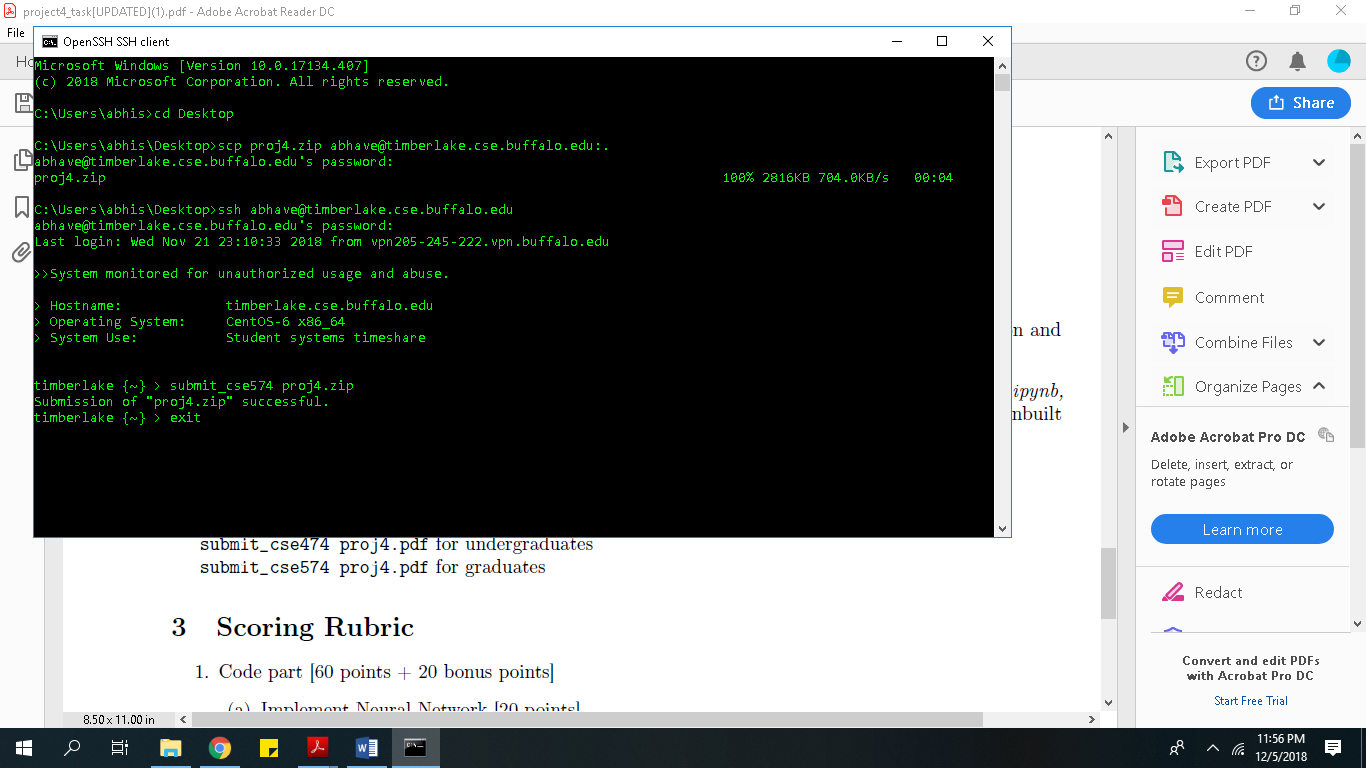 project4_task[UPDATED](1).pdf - Adobe Acrobat Reader DC
File
OpenSSH SSH client
Microsoft Windows [Version 10.0.17134.407]
(c) 2018 Microsoft Corporation. All rights reserved.
C:\Users\abhis>cd Desktop
C:\Users\abhis\Desktop>scp proj4.zip abhave@timberlake.cse.buffalo.edu:.
abhave@timberlake.cse.buffalo.edu's password:
proj4.zip 100% 2816KB 704.0KB/s 00:04
C:\Users\abhis\Desktop>ssh abhave@timberlake.cse.buffalo.edu
abhave@timberlake.cse.buffalo.edu's password:
Last login: Wed Nov 21 23:10:33 2018 from vpn205-245-222.vpn.buffalo.edu
>>System monitored for unauthorized usage and abuse.
> Hostname: timberlake.cse.buffalo.edu
> Operating System: CentOS-6 x86_64
> System Use: Student systems timeshare
timberlake {~} > submit_cse574 proj4.zip
Submission of "proj4.zip" successful.
timberlake {~} > exit
and
ipynb,
nbuilt
submit_cse474 proj4.pdf for undergraduates
submit_cse574 proj4.pdf for graduates
3 Scoring Rubric
1. Code part [60 points + 20 bonus points]
(a) Implement Neural Network [20 points]
8.50 x 11.00 in
Share
Export PDF
Create PDF
Edit PDF
Comment
Combine Files
Organize Pages
Adobe Acrobat Pro DC
Delete, insert, extract, or
rotate pages
Learn more
Redact
Convert and edit PDFs
with Acrobat Pro DC
Start Free Trial
11:56 PM
12/5/2018